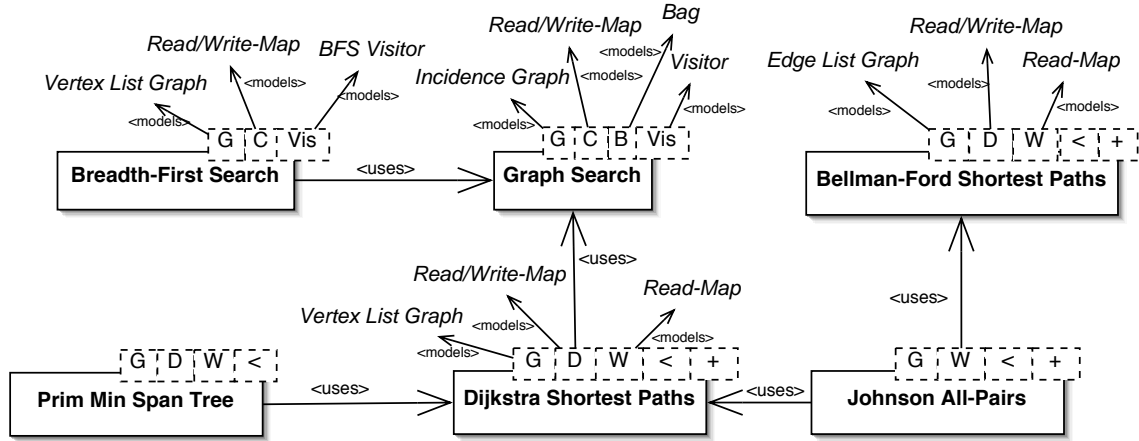 Bag
Read/Write-Map
Read/Write-Map
Read/Write-Map
BFS Visitor
<models>
Edge List Graph
Read-Map
Vertex List Graph
<models>
Incidence Graph
<models>
Visitor
<models>
<models>
<models>
<models>
<models>
<models>
<models>
G C Vis
G C B Vis
G D W < +
Breadth-First Search
<uses>
Graph Search
Bellman-Ford Shortest Paths
<uses>
Read/Write-Map
Read-Map
Vertex List Graph
<models>
<uses>
<models>
<models>
G D W <
G D W < +
G W < +
Prim Min Span Tree
<uses>
Dijkstra Shortest Paths
<uses>
Johnson All-Pairs